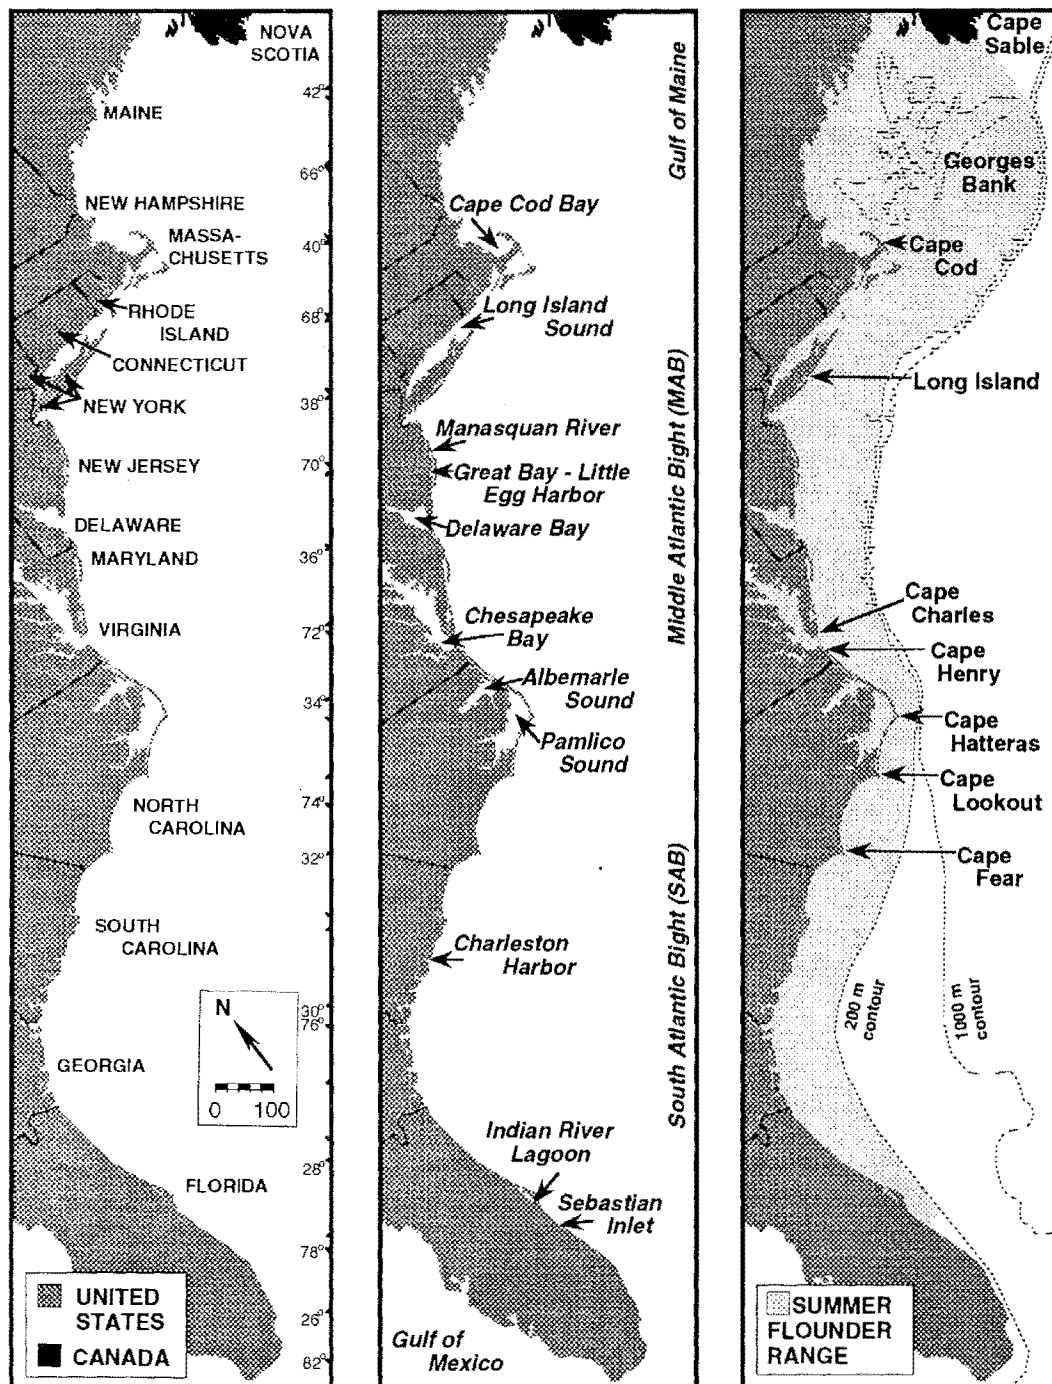 NOVA
SCOTIA
42°
MAINE
66°
NEW HAMPSHIRE
MASSA-
CHUSETTS
40°
RHODE
ISLAND
68°
CONNECTICUT
NEW YORK
38°
NEW JERSEY
70°
DELAWARE
MARYLAND
36°
VIRGINIA
72°
34°
NORTH
CAROLINA
74°
32°
SOUTH
CAROLINA
N
0 100
30°
76°
GEORGIA
28°
FLORIDA
78°
26°
82°
UNITED
STATES
CANADA
Gulf of Maine
Cape Cod Bay
Long Island
Sound
Middle Atlantic Bight (MAB)
Manasquan River
Great Bay - Little
Egg Harbor
Delaware Bay
Chesapeake
Bay
Albemarle
Sound
Pamlico
Sound
South Atlantic Bight (SAB)
Charleston
Harbor
Indian River
Lagoon
Sebastian
Inlet
Gulf of
Mexico
Cape
Sable
Georges
Bank
Cape
Cod
Long Island
Cape
Charles
Cape
Henry
Cape
Hatteras
Cape
Lookout
Cape
Fear
200 m
contour
1000 m
contour
SUMMER
FLOUNDER
RANGE